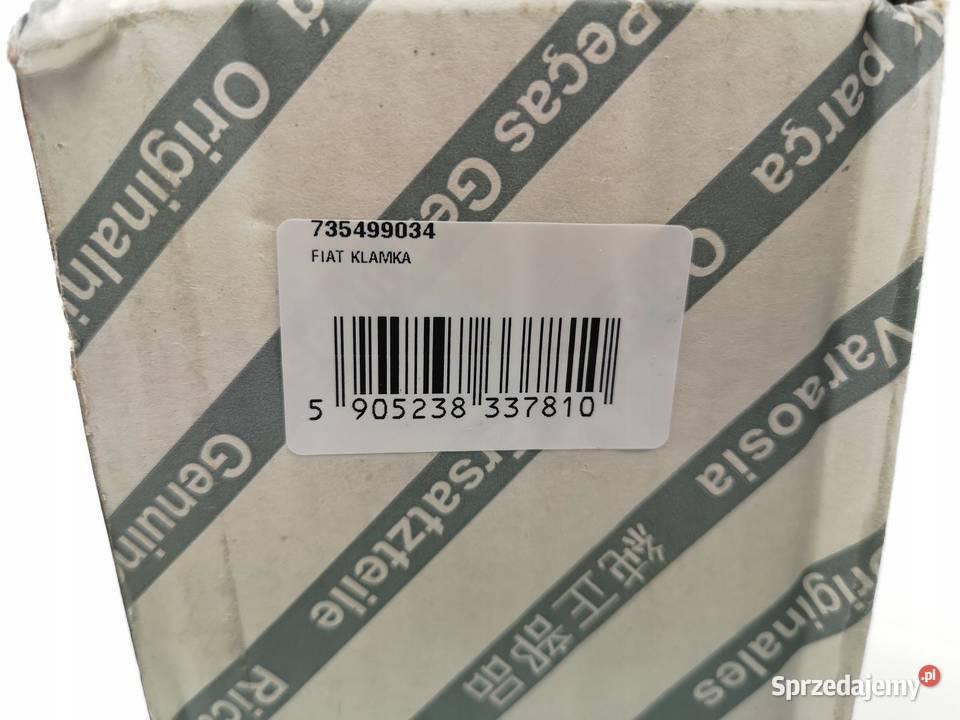 Originalni
Peças Ge
parça
O
735499034
FIAT KLAMKA
5 905238 337810
Varaosia
Genuin
rsatzteile
純正部品
Originales
Ric
Sprzedajemy.pl